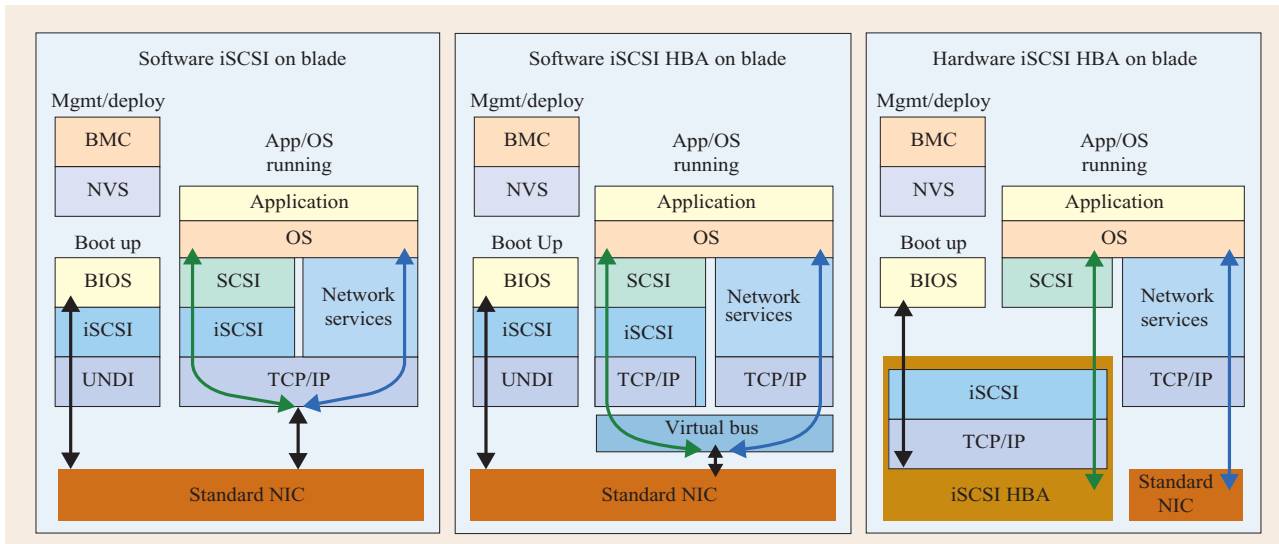 Software iSCSI on blade
Mgmt/deploy
BMC
NVS
App/OS
running
Application
OS
Boot up
BIOS
iSCSI
UNDI
SCSI
iSCSI
Network
services
TCP/IP
Standard NIC
Software iSCSI HBA on blade
Mgmt/deploy
BMC
NVS
App/OS
running
Application
OS
Boot Up
BIOS
iSCSI
UNDI
SCSI
iSCSI
TCP/IP
Network
services
TCP/IP
Virtual bus
Standard NIC
Hardware iSCSI HBA on blade
Mgmt/deploy
BMC
NVS
App/OS
running
Application
OS
Boot up
BIOS
SCSI
Network
services
TCP/IP
iSCSI
TCP/IP
iSCSI HBA
Standard
NIC